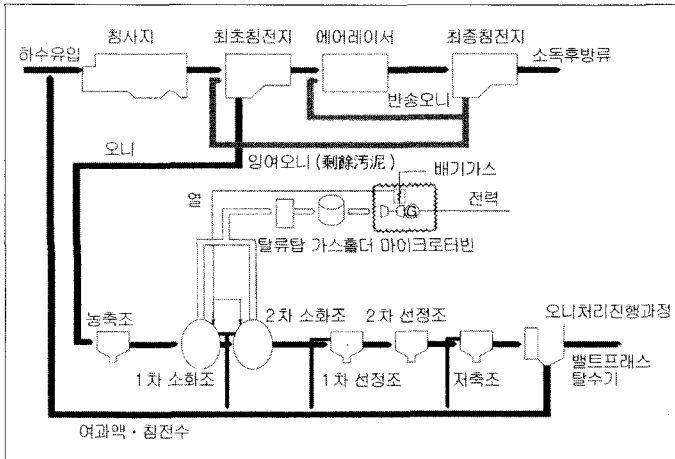 침사지
최초침전지
에어레이서
최종침전지
하수유입
소독후방류
반송오니
오니
잉여오니 (剩餘汚泥)
배기가스
열
전력
G
탈류탑 가스홀더 마이크로터빈
농축조
2차 소화조
2차 선정조
오니처리진행과정
1차 소화조
1차 선정조
저축조
밸트프래스
탈수기
여과액 · 침전수